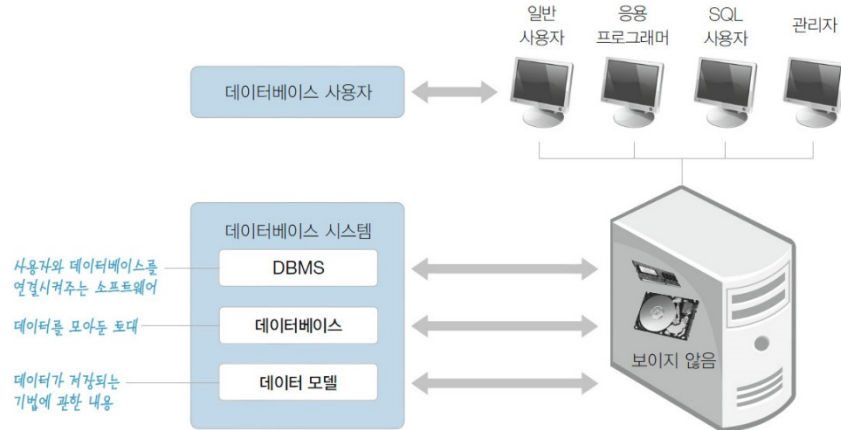 일반
사용자
응용
프로그래머
SQL
사용자
관리자
데이터베이스 사용자
데이터베이스 시스템
사용자와 데이터베이스를
연결시켜주는 소프트웨어
DBMS
데이터를 모아둔 토대
데이터베이스
데이터가 저장되는
기법에 관한 내용
데이터 모델
보이지 않음